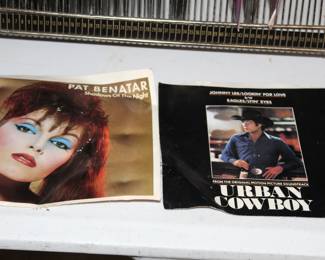 PAT BENATAR
Shadows Of The Night
JOHNNY LEE/LOOKIN' FOR LOVE
b/w
EAGLES/LYIN' EYES
FROM THE ORIGINAL MOTION PICTURE SOUNDTRACK
URBAN
COWBOY